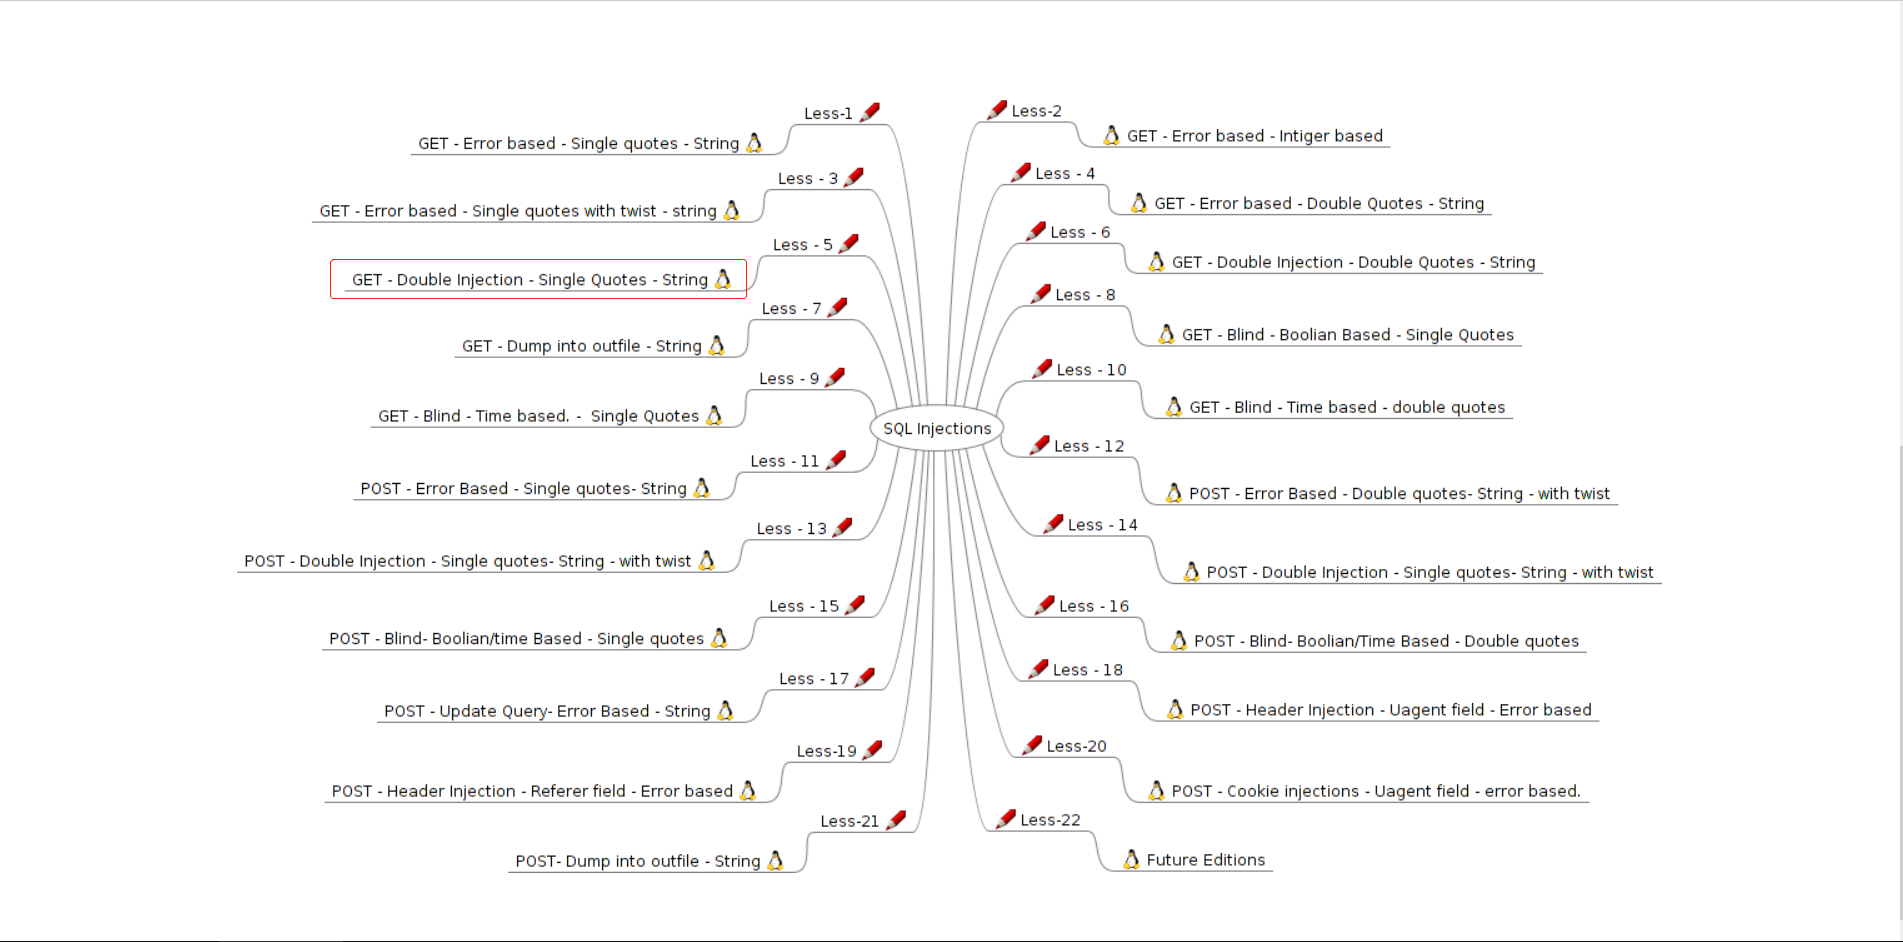 Less-1
GET - Error based - Single quotes - String
Less - 3
GET - Error based - Single quotes with twist - string
Less - 5
GET - Double Injection - Single Quotes - String
Less - 7
GET - Dump into outfile - String
Less - 9
GET - Blind - Time based. -  Single Quotes
Less - 11
POST - Error Based - Single quotes- String
Less - 13
POST - Double Injection - Single quotes- String - with twist
Less - 15
POST - Blind- Boolian/time Based - Single quotes
Less - 17
POST - Update Query- Error Based - String
Less-19
POST - Header Injection - Referer field - Error based
Less-21
POST- Dump into outfile - String
SQL Injections
Less-2
GET - Error based - Intiger based
Less - 4
GET - Error based - Double Quotes - String
Less - 6
GET - Double Injection - Double Quotes - String
Less - 8
GET - Blind - Boolian Based - Single Quotes
Less - 10
GET - Blind - Time based - double quotes
Less - 12
POST - Error Based - Double quotes- String - with twist
Less - 14
POST - Double Injection - Single quotes- String - with twist
Less - 16
POST - Blind- Boolian/Time Based - Double quotes
Less - 18
POST - Header Injection - Uagent field - Error based
Less-20
POST - Cookie injections - Uagent field - error based.
Less-22
Future Editions